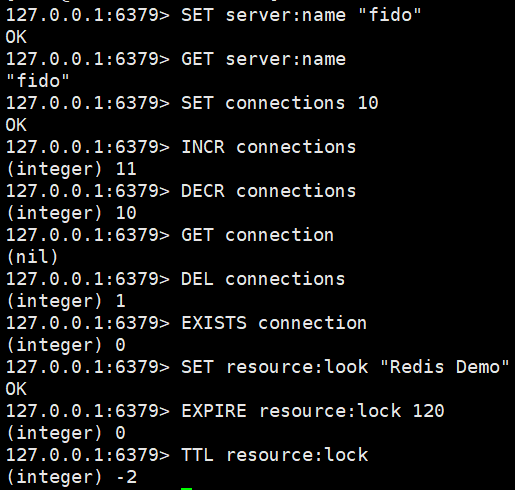 127.0.0.1:6379> SET server:name "fido"
OK
127.0.0.1:6379> GET server:name
"fido"
127.0.0.1:6379> SET connections 10
OK
127.0.0.1:6379> INCR connections
(integer) 11
127.0.0.1:6379> DECR connections
(integer) 10
127.0.0.1:6379> GET connection
(nil)
127.0.0.1:6379> DEL connections
(integer) 1
127.0.0.1:6379> EXISTS connection
(integer) 0
127.0.0.1:6379> SET resource:look "Redis Demo"
OK
127.0.0.1:6379> EXPIRE resource:lock 120
(integer) 0
127.0.0.1:6379> TTL resource:lock
(integer) -2